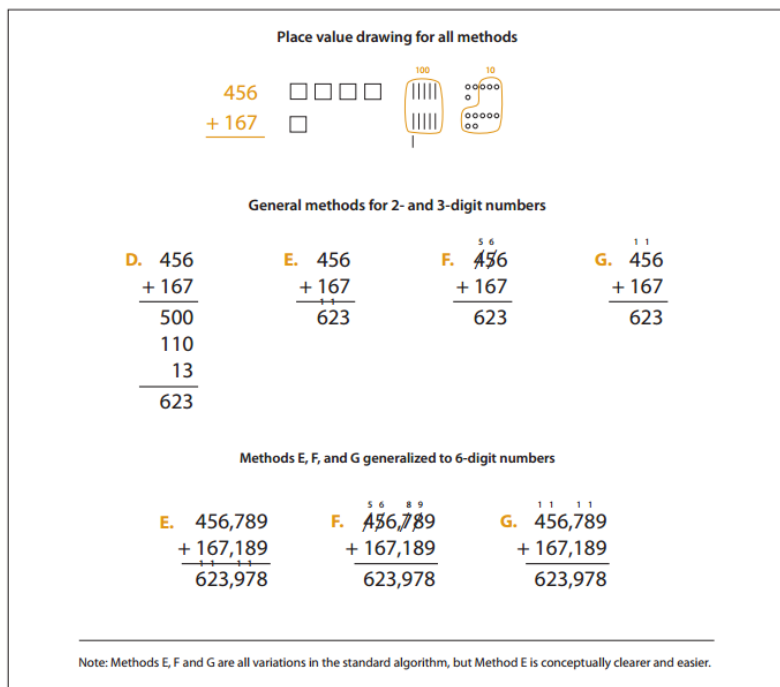 Place value drawing for all methods
100 10
456
+ 167
General methods for 2- and 3-digit numbers
D. 456
+ 167
500
110
13
623
E. 456
+ 167
1 1
623
F. 5 6
456
+ 167
623
G. 1 1
456
+ 167
623
Methods E, F, and G generalized to 6-digit numbers
E. 456,789
+ 167,189
1 1 1 1
623,978
F. 5 6 8 9
456,789
+ 167,189
623,978
G. 1 1 1 1
456,789
+ 167,189
623,978
Note: Methods E, F and G are all variations in the standard algorithm, but Method E is conceptually clearer and easier.